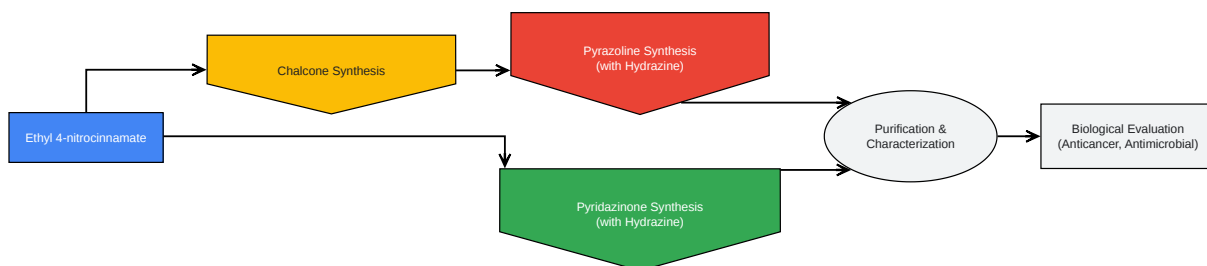 Ethyl 4-nitrocinnamate
Chalcone Synthesis
Pyrazoline Synthesis
(with Hydrazine)
Pyridazinone Synthesis
(with Hydrazine)
Purification &
Characterization
Biological Evaluation
(Anticancer, Antimicrobial)